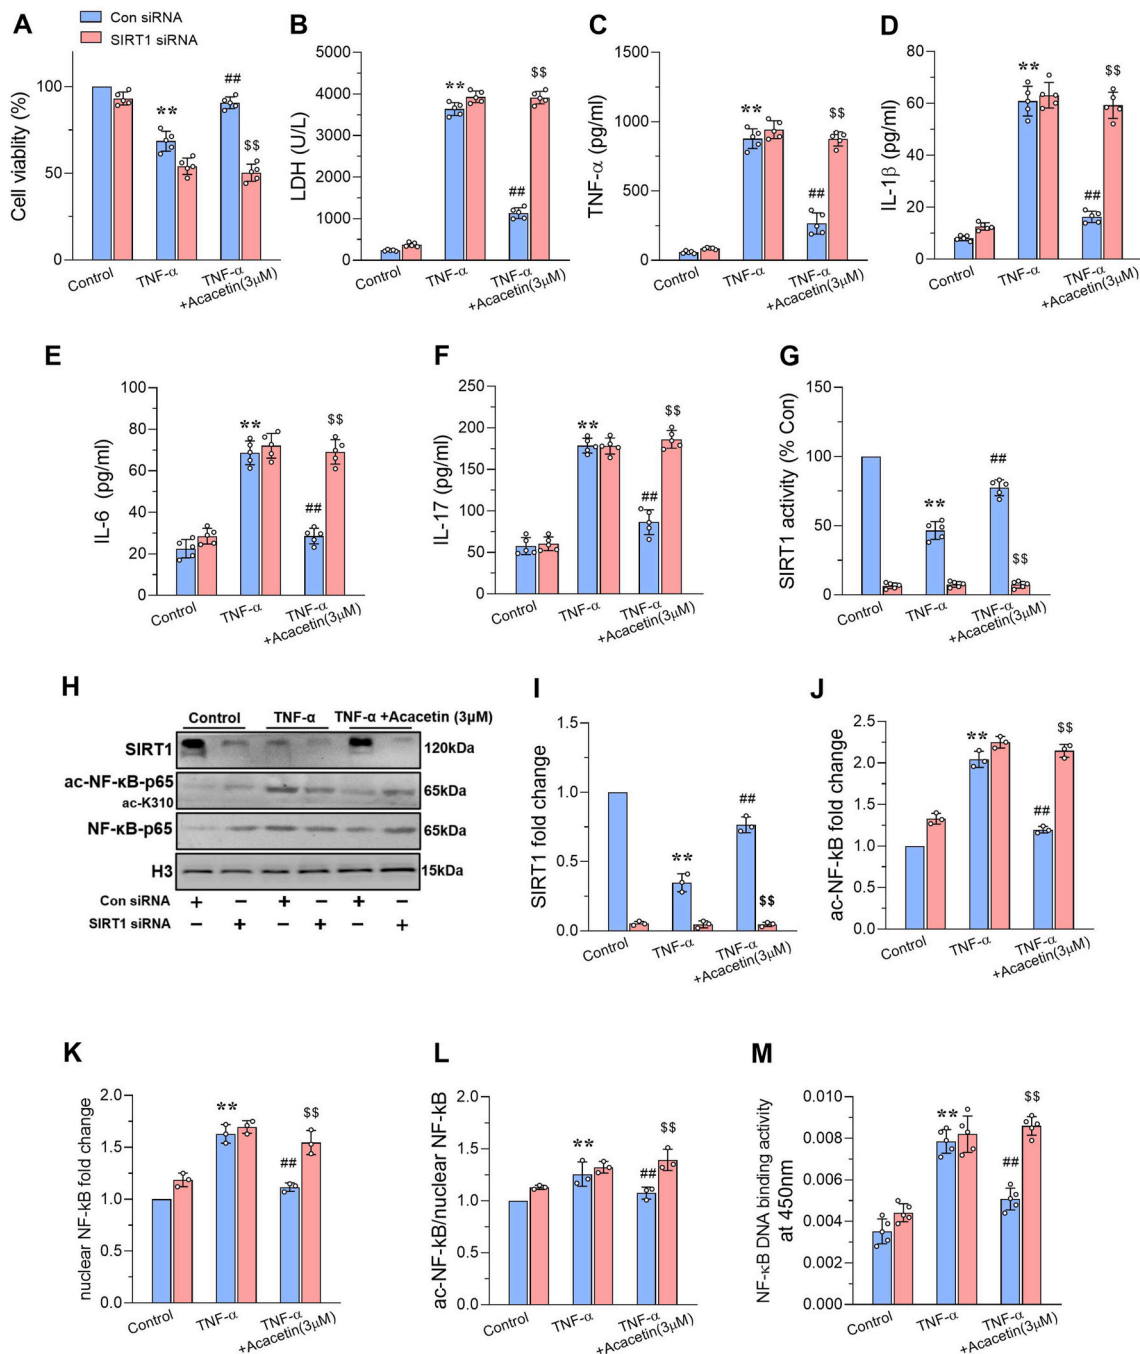 Con siRNA
SIRT1 siRNA
A
Cell viablity (%)
100
50
0
**
##
$$
Control
TNF-α
TNF-α
+Acacetin(3μM)
B
LDH (U/L)
5000
4000
3000
2000
1000
0
**
##
$$
Control
TNF-α
TNF-α
+Acacetin(3μM)
C
TNF-α (pg/ml)
1500
1000
500
0
**
##
$$
Control
TNF-α
TNF-α
+Acacetin(3μM)
D
IL-1β (pg/ml)
80
60
40
20
0
**
##
$$
Control
TNF-α
TNF-α
+Acacetin(3μM)
E
IL-6 (pg/ml)
100
80
60
40
20
0
**
##
$$
Control
TNF-α
TNF-α
+Acacetin(3μM)
F
IL-17 (pg/ml)
250
200
150
100
50
0
**
##
$$
Control
TNF-α
TNF-α
+Acacetin(3μM)
G
SIRT1 activity (% Con)
150
100
50
0
**
##
$$
Control
TNF-α
TNF-α
+Acacetin(3μM)
H
Control TNF-α TNF-α +Acacetin (3μM)
SIRT1 120kDa
ac-NF-κB-p65 65kDa
ac-K310
NF-κB-p65 65kDa
H3 15kDa
Con siRNA + − + − + −
SIRT1 siRNA − + − + − +
I
SIRT1 fold change
1.5
1.0
0.5
0.0
**
##
$$
Control
TNF-α
TNF-α
+Acacetin(3μM)
J
ac-NF-kB fold change
2.5
2.0
1.5
1.0
0.5
0.0
**
##
$$
Control
TNF-α
TNF-α
+Acacetin(3μM)
K
nuclear NF-kB fold change
2.0
1.5
1.0
0.5
0.0
**
##
$$
Control
TNF-α
TNF-α
+Acacetin(3μM)
L
ac-NF-kB/nuclear NF-kB
2.0
1.5
1.0
0.5
0.0
**
##
$$
Control
TNF-α
TNF-α
+Acacetin(3μM)
M
NF-κB DNA binding activity
at 450nm
0.010
0.008
0.006
0.004
0.002
0.000
**
##
$$
Control
TNF-α
TNF-α
+Acacetin(3μM)